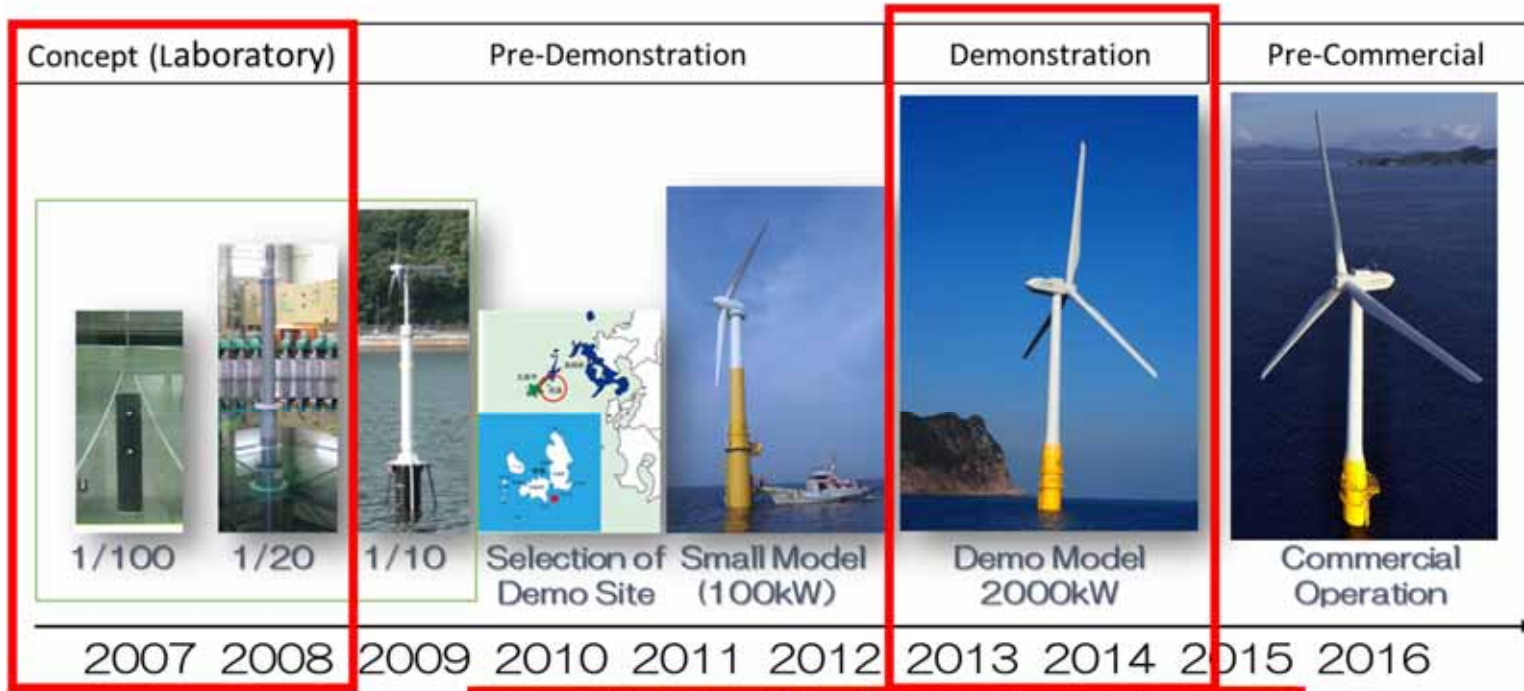 Concept (Laboratory)
Pre-Demonstration
Demonstration
Pre-Commercial
1/100
1/20
1/10
Selection of
Demo Site
Small Model
(100kW)
Demo Model
2000kW
Commercial
Operation
2007 2008 2009 2010 2011 2012 2013 2014 2015 2016